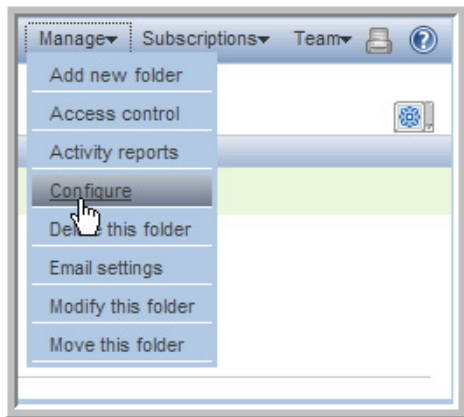 Manage Subscriptions Team ?
Add new folder
Access control
Activity reports
Configure
Delete this folder
Email settings
Modify this folder
Move this folder